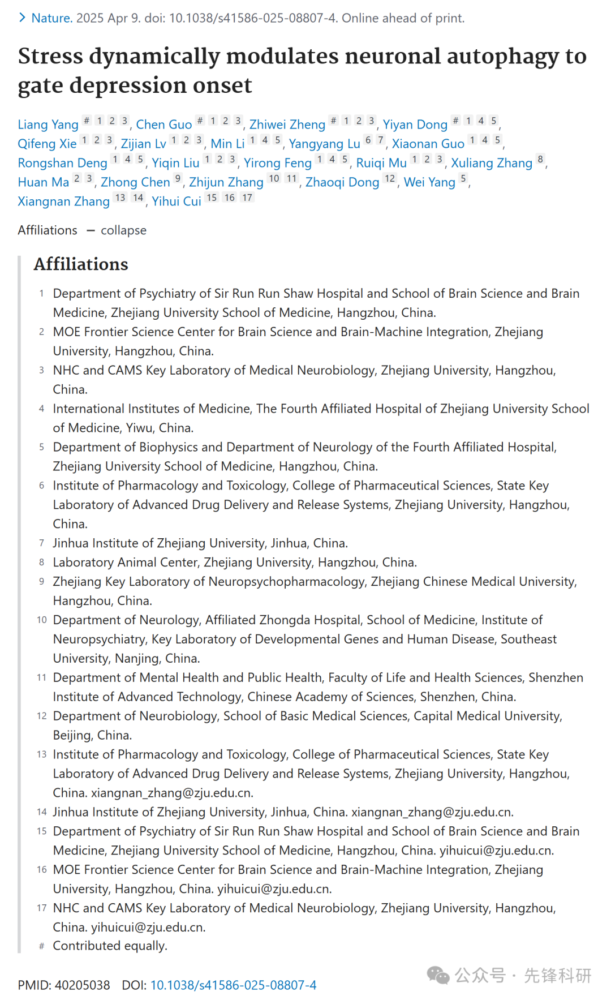 Nature. 2025 Apr 9. doi: 10.1038/s41586-025-08807-4. Online ahead of print.
Stress dynamically modulates neuronal autophagy to
gate depression onset
Liang Yang # 1 2 3, Chen Guo # 1 2 3, Zhiwei Zheng # 1 2 3, Yiyan Dong # 1 4 5,
Qifeng Xie 1 2 3, Zijian Lv 1 2 3, Min Li 1 4 5, Yangyang Lu 6 7, Xiaonan Guo 1 4 5,
Rongshan Deng 1 4 5, Yiqin Liu 1 2 3, Yirong Feng 1 4 5, Ruiqi Mu 1 2 3, Xuliang Zhang 8,
Huan Ma 2 3, Zhong Chen 9, Zhijun Zhang 10 11, Zhaoqi Dong 12, Wei Yang 5,
Xiangnan Zhang 13 14, Yihui Cui 15 16 17
Affiliations — collapse
Affiliations
1 Department of Psychiatry of Sir Run Run Shaw Hospital and School of Brain Science and Brain
Medicine, Zhejiang University School of Medicine, Hangzhou, China.
2 MOE Frontier Science Center for Brain Science and Brain-Machine Integration, Zhejiang
University, Hangzhou, China.
3 NHC and CAMS Key Laboratory of Medical Neurobiology, Zhejiang University, Hangzhou,
China.
4 International Institutes of Medicine, The Fourth Affiliated Hospital of Zhejiang University School
of Medicine, Yiwu, China.
5 Department of Biophysics and Department of Neurology of the Fourth Affiliated Hospital,
Zhejiang University School of Medicine, Hangzhou, China.
6 Institute of Pharmacology and Toxicology, College of Pharmaceutical Sciences, State Key
Laboratory of Advanced Drug Delivery and Release Systems, Zhejiang University, Hangzhou,
China.
7 Jinhua Institute of Zhejiang University, Jinhua, China.
8 Laboratory Animal Center, Zhejiang University, Hangzhou, China.
9 Zhejiang Key Laboratory of Neuropsychopharmacology, Zhejiang Chinese Medical University,
Hangzhou, China.
10 Department of Neurology, Affiliated Zhongda Hospital, School of Medicine, Institute of
Neuropsychiatry, Key Laboratory of Developmental Genes and Human Disease, Southeast
University, Nanjing, China.
11 Department of Mental Health and Public Health, Faculty of Life and Health Sciences, Shenzhen
Institute of Advanced Technology, Chinese Academy of Sciences, Shenzhen, China.
12 Department of Neurobiology, School of Basic Medical Sciences, Capital Medical University,
Beijing, China.
13 Institute of Pharmacology and Toxicology, College of Pharmaceutical Sciences, State Key
Laboratory of Advanced Drug Delivery and Release Systems, Zhejiang University, Hangzhou,
China. xiangnan_zhang@zju.edu.cn.
14 Jinhua Institute of Zhejiang University, Jinhua, China. xiangnan_zhang@zju.edu.cn.
15 Department of Psychiatry of Sir Run Run Shaw Hospital and School of Brain Science and Brain
Medicine, Zhejiang University School of Medicine, Hangzhou, China. yihuicui@zju.edu.cn.
16 MOE Frontier Science Center for Brain Science and Brain-Machine Integration, Zhejiang
University, Hangzhou, China. yihuicui@zju.edu.cn.
17 NHC and CAMS Key Laboratory of Medical Neurobiology, Zhejiang University, Hangzhou,
China. yihuicui@zju.edu.cn.
# Contributed equally.
公众号 · 先锋科研
PMID: 40205038 DOI: 10.1038/s41586-025-08807-4